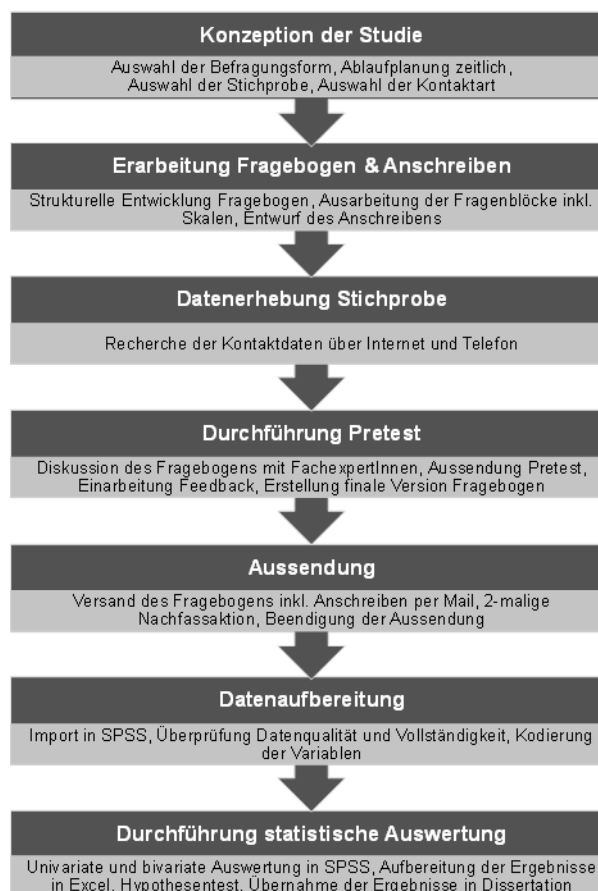 Konzeption der Studie
Auswahl der Befragungsform, Ablaufplanung zeitlich,
Auswahl der Stichprobe, Auswahl der Kontaktart
Erarbeitung Fragebogen & Anschreiben
Strukturelle Entwicklung Fragebogen, Ausarbeitung der Fragenblöcke inkl.
Skalen, Entwurf des Anschreibens
Datenerhebung Stichprobe
Recherche der Kontaktdaten über Internet und Telefon
Durchführung Pretest
Diskussion des Fragebogens mit FachexpertInnen, Aussendung Pretest,
Einarbeitung Feedback, Erstellung finale Version Fragebogen
Aussendung
Versand des Fragebogens inkl. Anschreiben per Mail, 2-malige
Nachfassaktion, Beendigung der Aussendung
Datenaufbereitung
Import in SPSS, Überprüfung Datenqualität und Vollständigkeit, Kodierung
der Variablen
Durchführung statistische Auswertung
Univariate und bivariate Auswertung in SPSS, Aufbereitung der Ergebnisse
in Excel, Hypothesentest, Übernahme der Ergebnisse in Dissertation